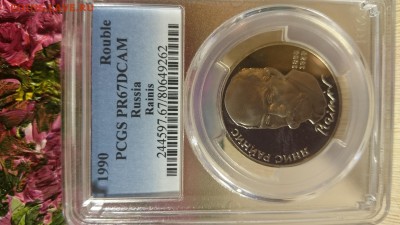 1990 Rouble
PCGS PR67DCAM
Russia
Rainis
244597.67/80649262
ЯНИС РАЙНИС